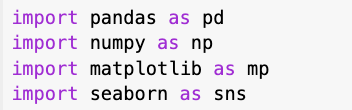 import pandas as pd
import numpy as np
import matplotlib as mp
import seaborn as sns